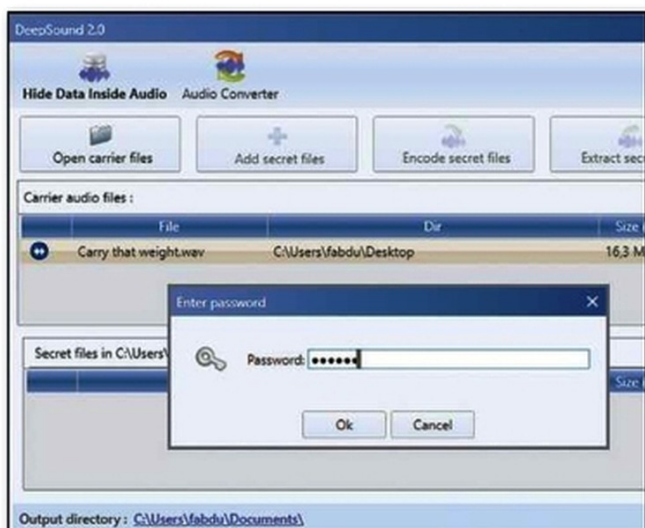 DeepSound 2.0
Hide Data Inside Audio Audio Converter
Open carrier files Add secret files Encode secret files Extract sec
Carrier audio files :
File Dir Size
Carry that weight.wav C:\Users\fabdu\Desktop 16,3 M
Enter password
Secret files in C:\Users\
Password:
Size
Ok Cancel
Output directory : C:\Users\fabdu\Documents\